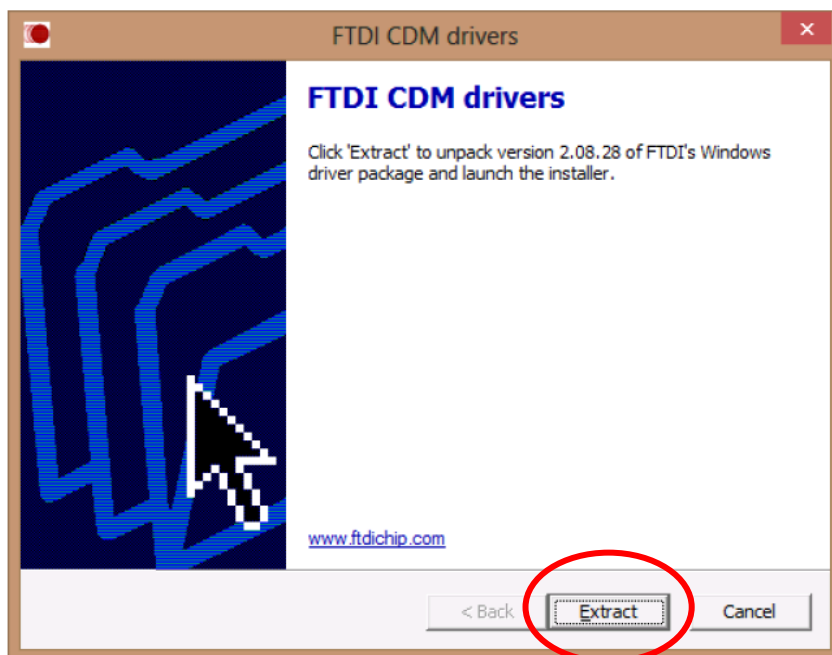 FTDI CDM drivers
FTDI CDM drivers
Click 'Extract' to unpack version 2.08.28 of FTDI's Windows
driver package and launch the installer.
www.ftdichip.com
< Back Extract Cancel